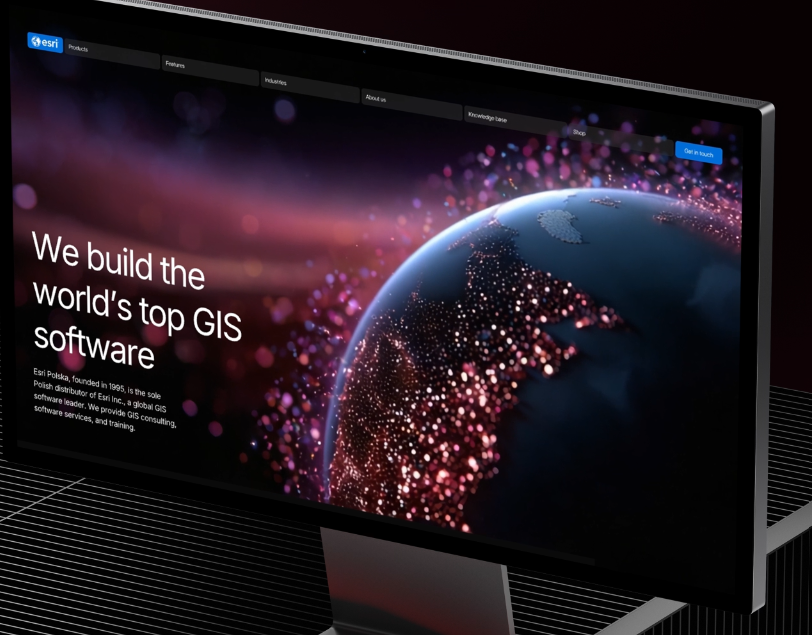 esri
Products
Features
Industries
About us
Knowledge base
Shop
Get in touch
We build the
world's top GIS
software
Esri Polska, founded in 1995, is the sole
Polish distributor of Esri Inc., a global GIS
software leader. We provide GIS consulting,
software services, and training.